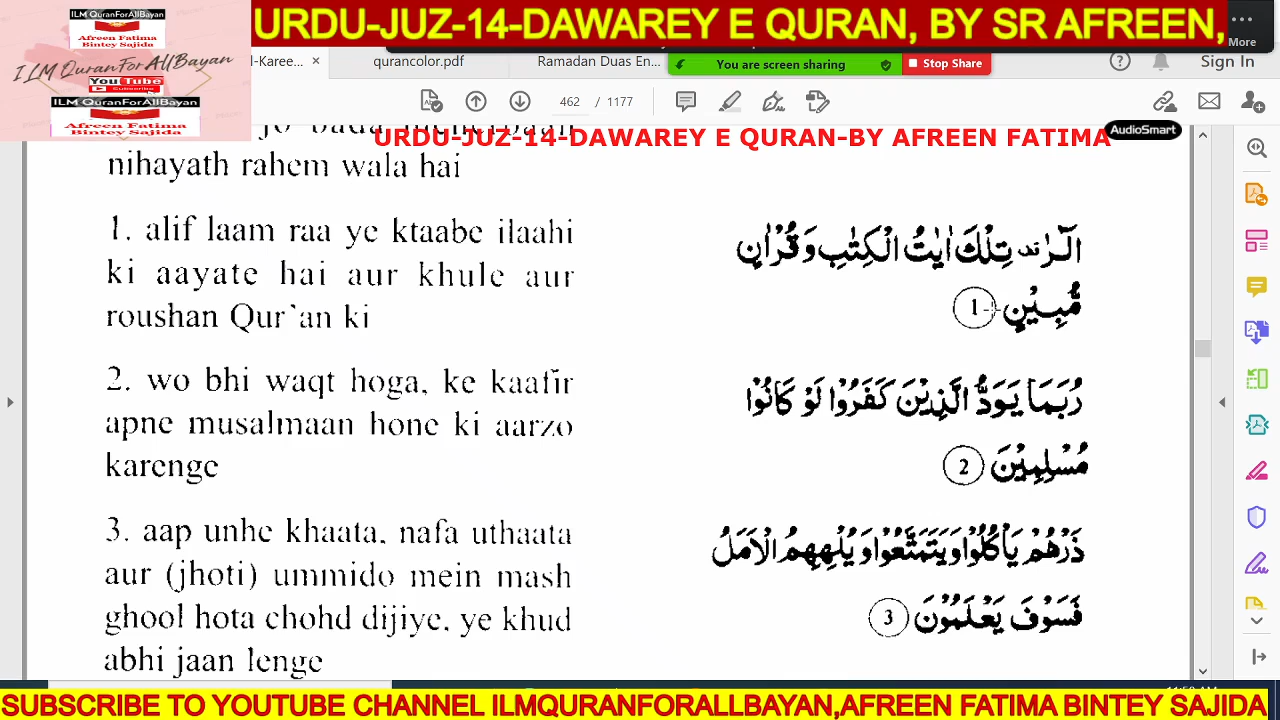 URDU-JUZ-14-DAWAREY E QURAN, BY SR AFREEN,
ILM QuranForAllBayan
Afreen Fatima
Bintey Sajida
ILM QuranForAllBayan
YouTube
Subscribe
ILM QuranForAllBayan
Afreen Fatima
Bintey Sajida
l-Karee... ×
qurancolor.pdf
Ramadan Duas En...
You are screen sharing
Stop Share
More
Sign In
462 / 1177
AudioSmart
URDU-JUZ-14-DAWAREY E QURAN-BY AFREEN FATIMA
nihayath rahem wala hai
1. alif laam raa ye ktaabe ilaahi
ki aayate hai aur khule aur
roushan Qur`an ki
الٓرٰ تِلْكَ اٰيٰتُ الْكِتٰبِ وَ قُرْاٰنٍ
مُّبِيْنٍ 1
2. wo bhi waqt hoga, ke kaafir
apne musalmaan hone ki aarzo
karenge
رُبَمَا يَوَدُّ الَّذِيْنَ كَفَرُوْا لَوْ كَانُوْا
مُسْلِمِيْنَ 2
3. aap unhe khaata, nafa uthaata
aur (jhoti) ummido mein mash
ghool hota chohd dijiye, ye khud
abhi jaan lenge
ذَرْهُمْ يَاْكُلُوْا وَيَتَمَتَّعُوْا وَيُلْهِهِمُ الْاَمَلُ
فَسَوْفَ يَعْلَمُوْنَ 3
SUBSCRIBE TO YOUTUBE CHANNEL ILMQURANFORALLBAYAN,AFREEN FATIMA BINTEY SAJIDA